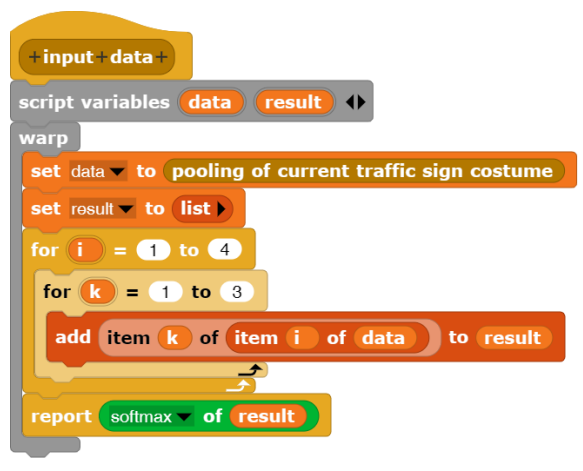 +input+data+
script variables data result
warp
set data to pooling of current traffic sign costume
set result to list
for i = 1 to 4
for k = 1 to 3
add item k of item i of data to result
report softmax of result